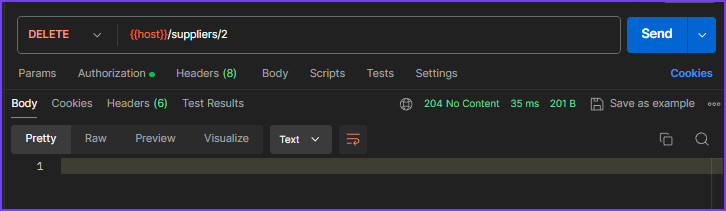 DELETE {{host}}/suppliers/2 Send
Params Authorization Headers (8) Body Scripts Tests Settings Cookies
Body Cookies Headers (6) Test Results 204 No Content 35 ms 201 B Save as example
Pretty Raw Preview Visualize Text
1